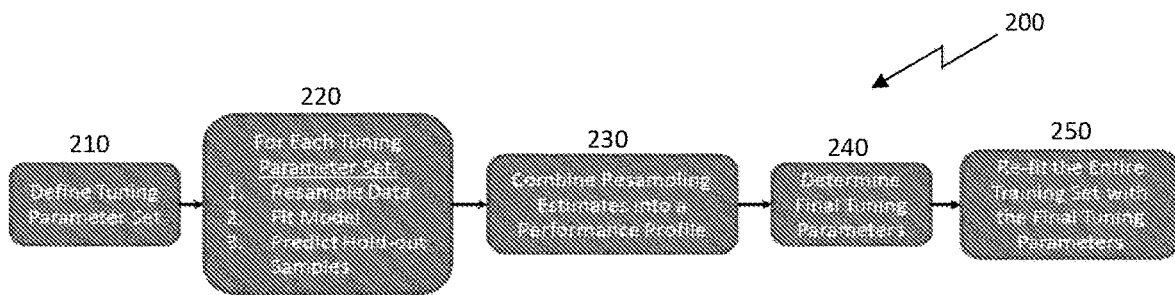 200
210
Define Tuning
Parameter Set
220
For Each Tuning
Parameter Set:
1. Resample Data
2. Fit Model
3. Predict Hold-out
Samples
230
Combine Resampling
Estimates into a
Performance Profile
240
Determine
Final Tuning
Parameters
250
Re-fit the Entire
Training Set with
the Final Tuning
Parameters